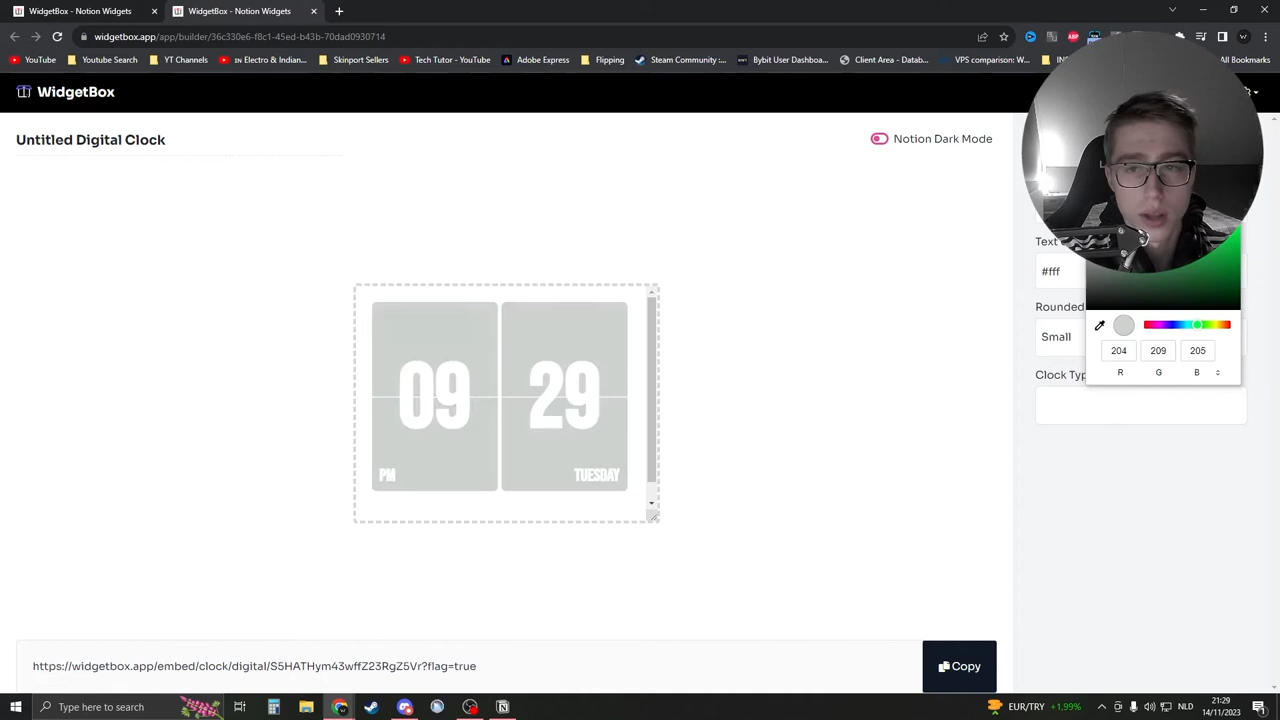 WidgetBox - Notion Widgets
WidgetBox - Notion Widgets
widgetbox.app/app/builder/36c330e6-f8c1-45ed-b43b-70dad0930714
YouTube
Youtube Search
YT Channels
Electro & Indian...
Skinport Sellers
Tech Tutor - YouTube
Adobe Express
Flipping
Steam Community :...
Bybit User Dashboa...
Client Area - Datab...
VPS comparison: W...
All Bookmarks
WidgetBox
Untitled Digital Clock
Notion Dark Mode
Text
#fff
Rounded
Small
204
209
205
R
G
B
Clock Typ
09
29
PM
TUESDAY
https://widgetbox.app/embed/clock/digital/S5HATHym43wffZ23RgZ5Vr?flag=true
Copy
Type here to search
EUR/TRY
+1,99%
NLD
21:29
14/11/2023